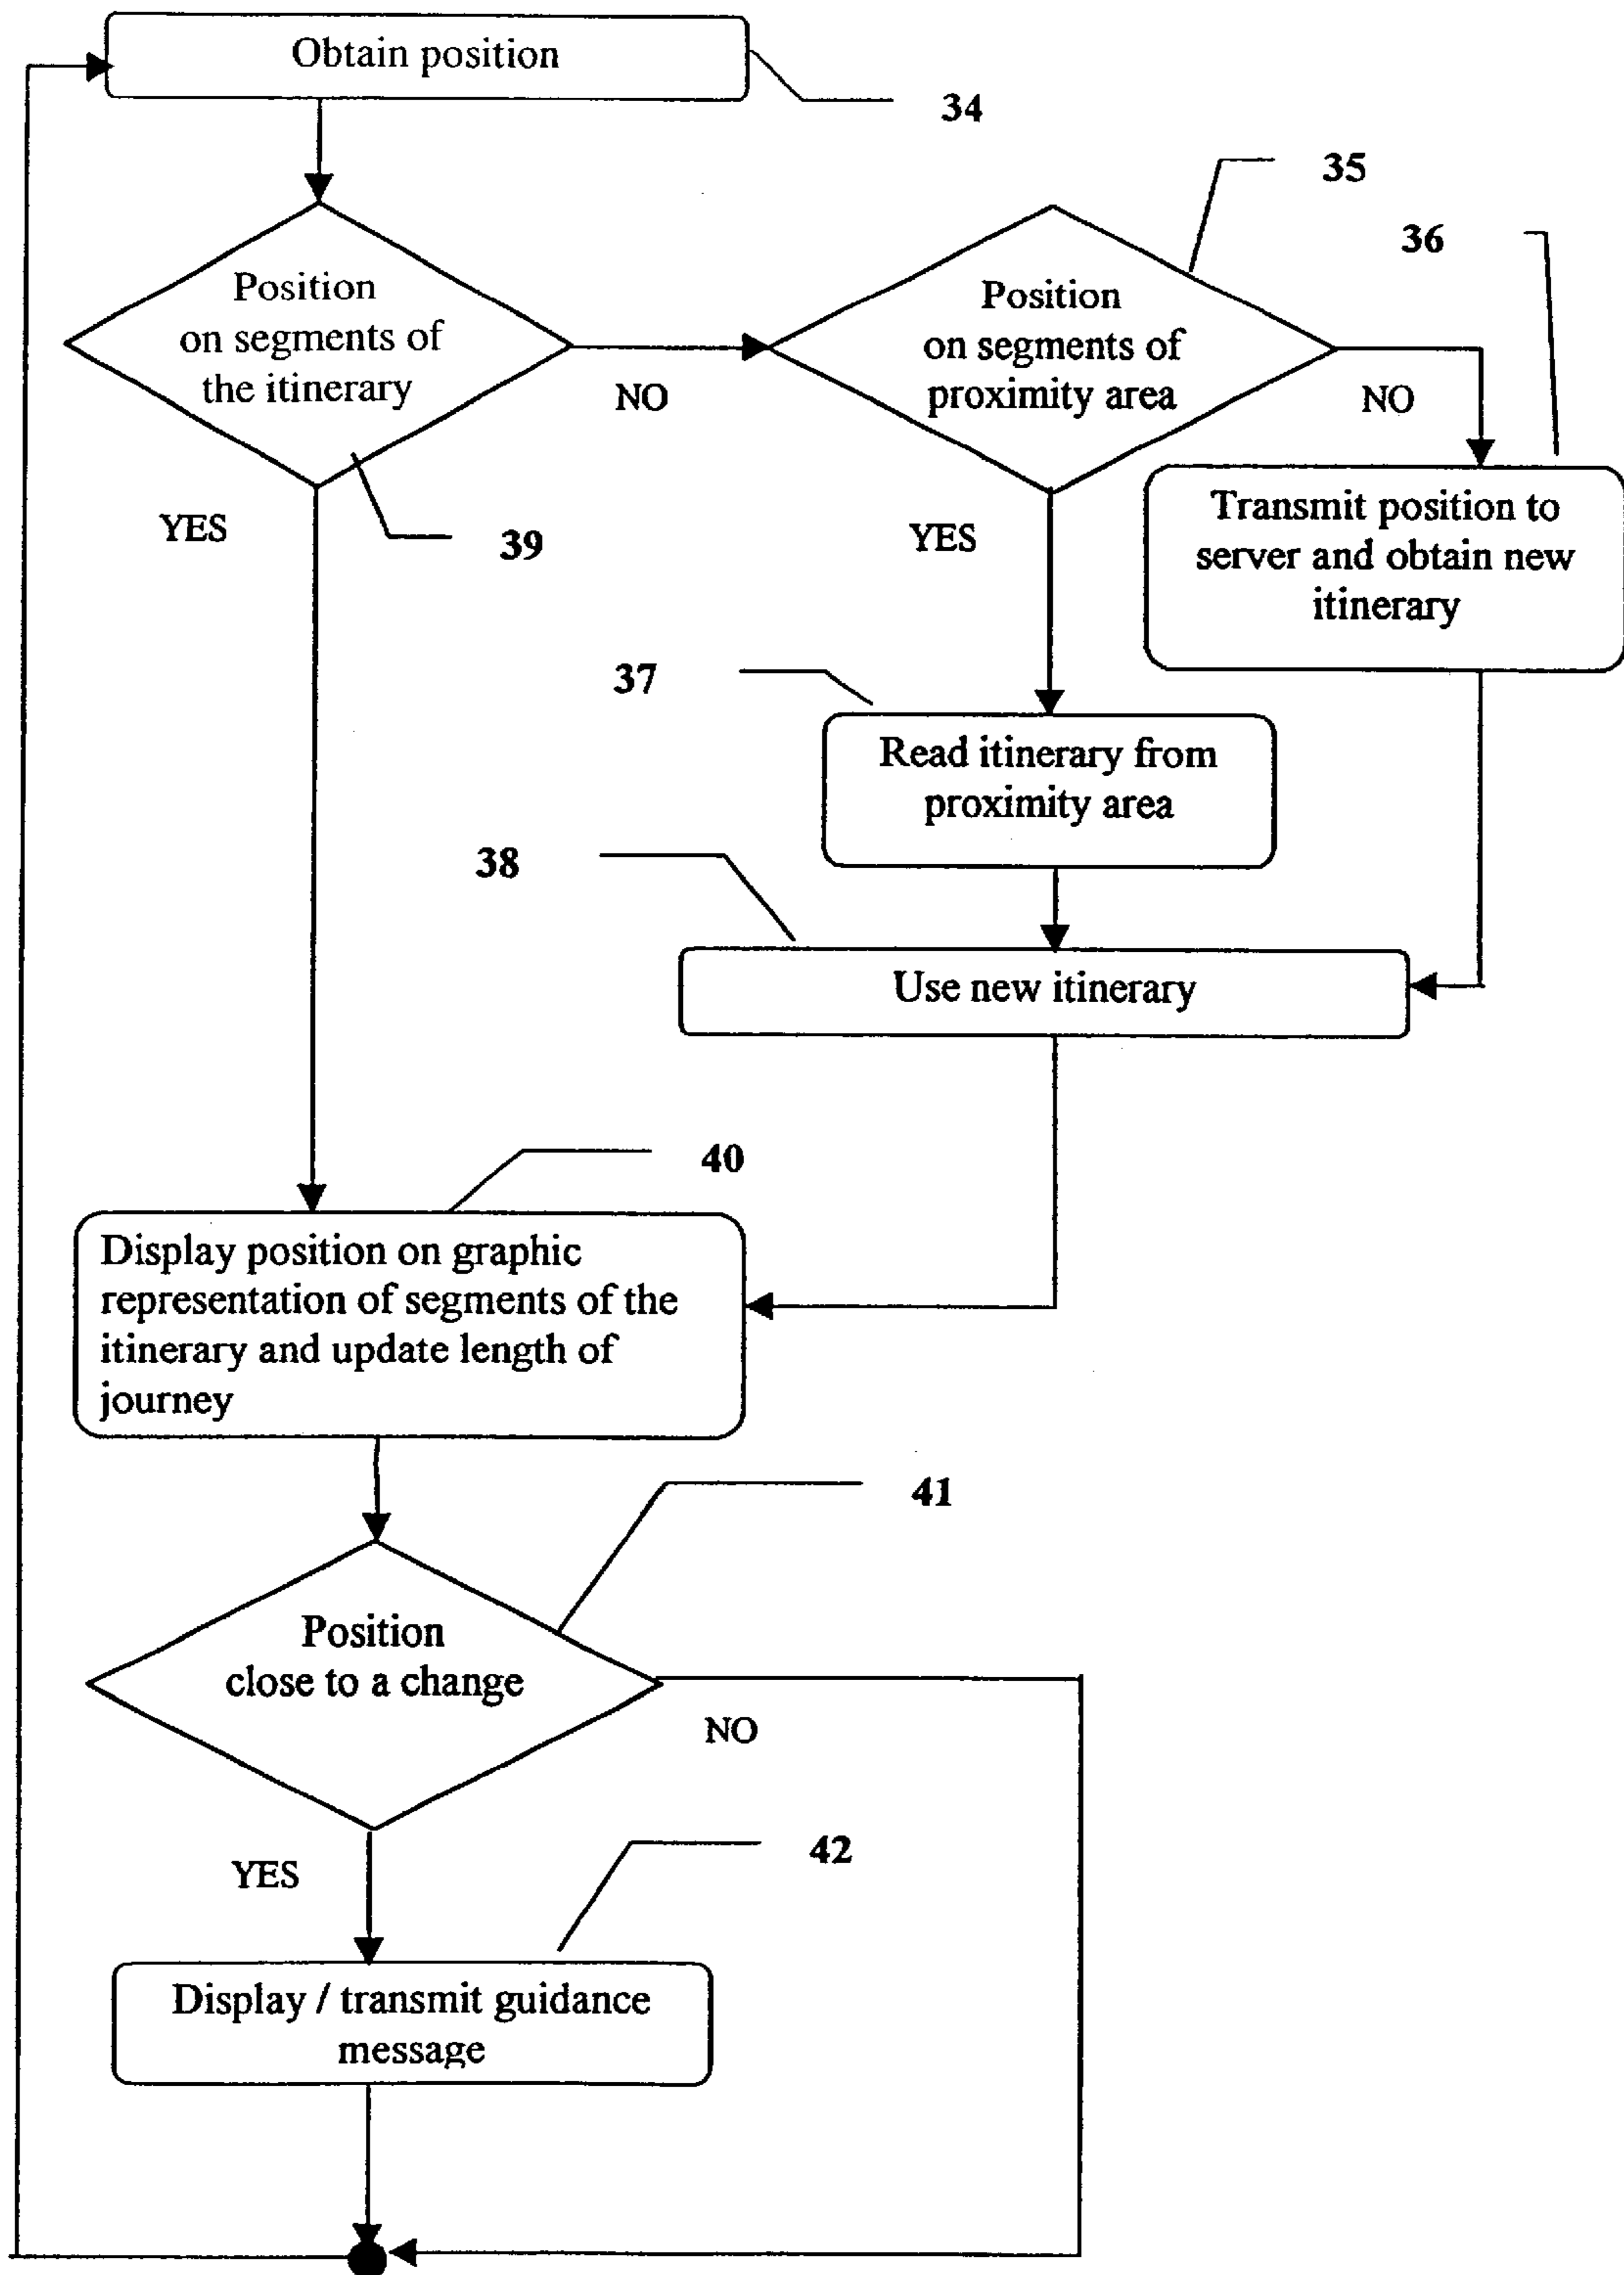 Obtain position
34
35
36
Position
on segments of
the itinerary
Position
on segments of
proximity area
NO
NO
YES
39
YES
Transmit position to
server and obtain new
itinerary
37
Read itinerary from
proximity area
38
Use new itinerary
40
Display position on graphic
representation of segments of the
itinerary and update length of
journey
41
Position
close to a change
NO
YES
42
Display / transmit guidance
message